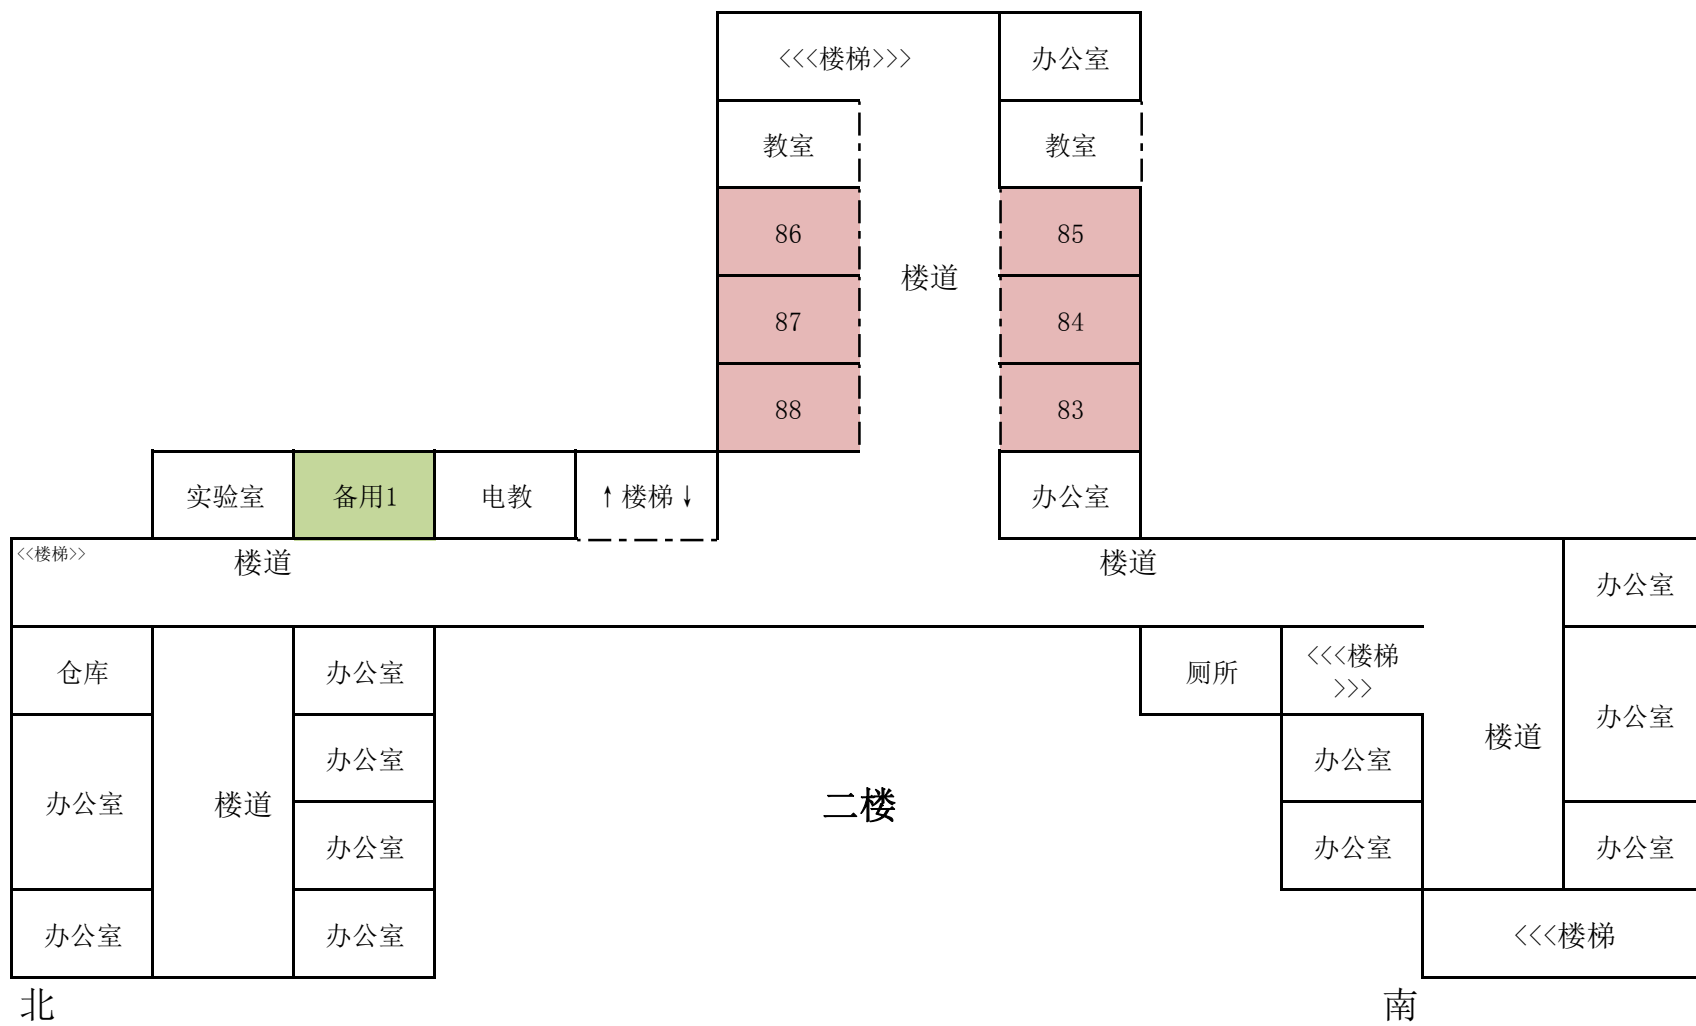 <<<楼梯>>>
办公室
教室
教室
86
85
楼道
87
84
88
83
实验室
备用1
电教
↑楼梯↓
办公室
<<楼梯>>
楼道
楼道
办公室
仓库
办公室
厕所
<<<楼梯
>>>
办公室
楼道
办公室
办公室
办公室
楼道
二楼
办公室
办公室
办公室
办公室
办公室
办公室
<<<楼梯
北
南